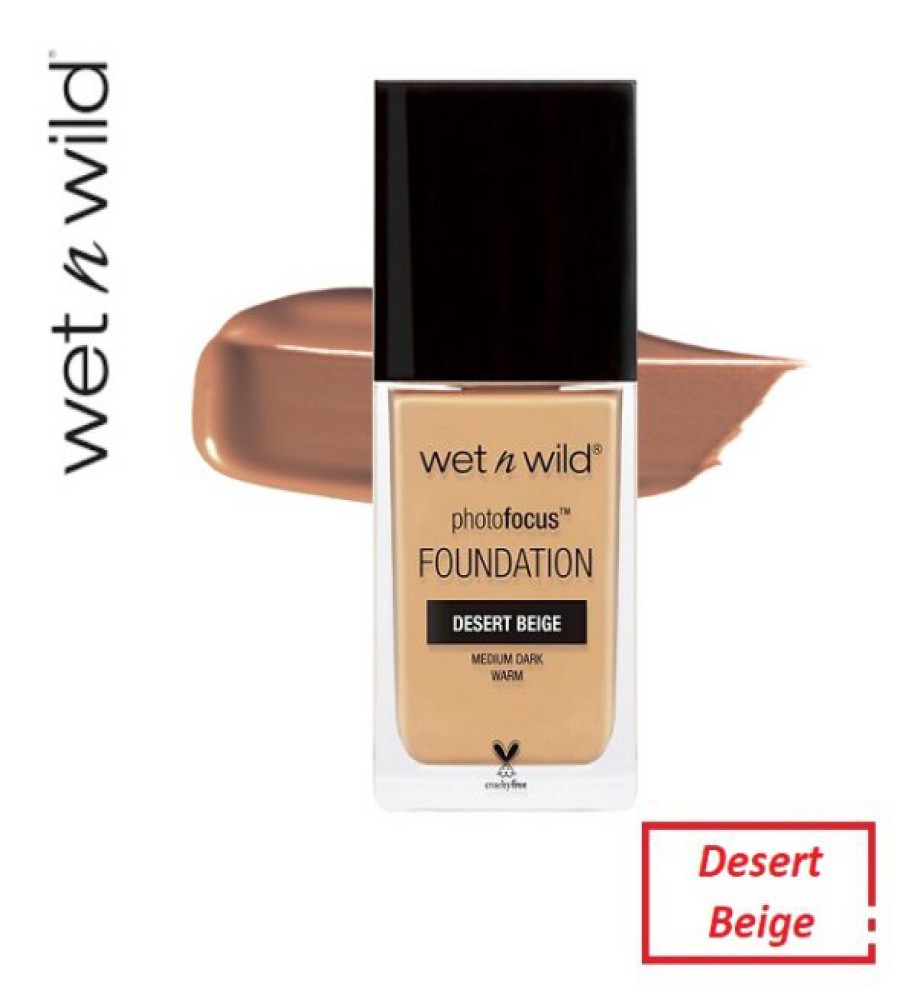 wet n wild®
wet n wild®
photofocus™
FOUNDATION
DESERT BEIGE
MEDIUM DARK
WARM
crueltyfree
Desert
Beige